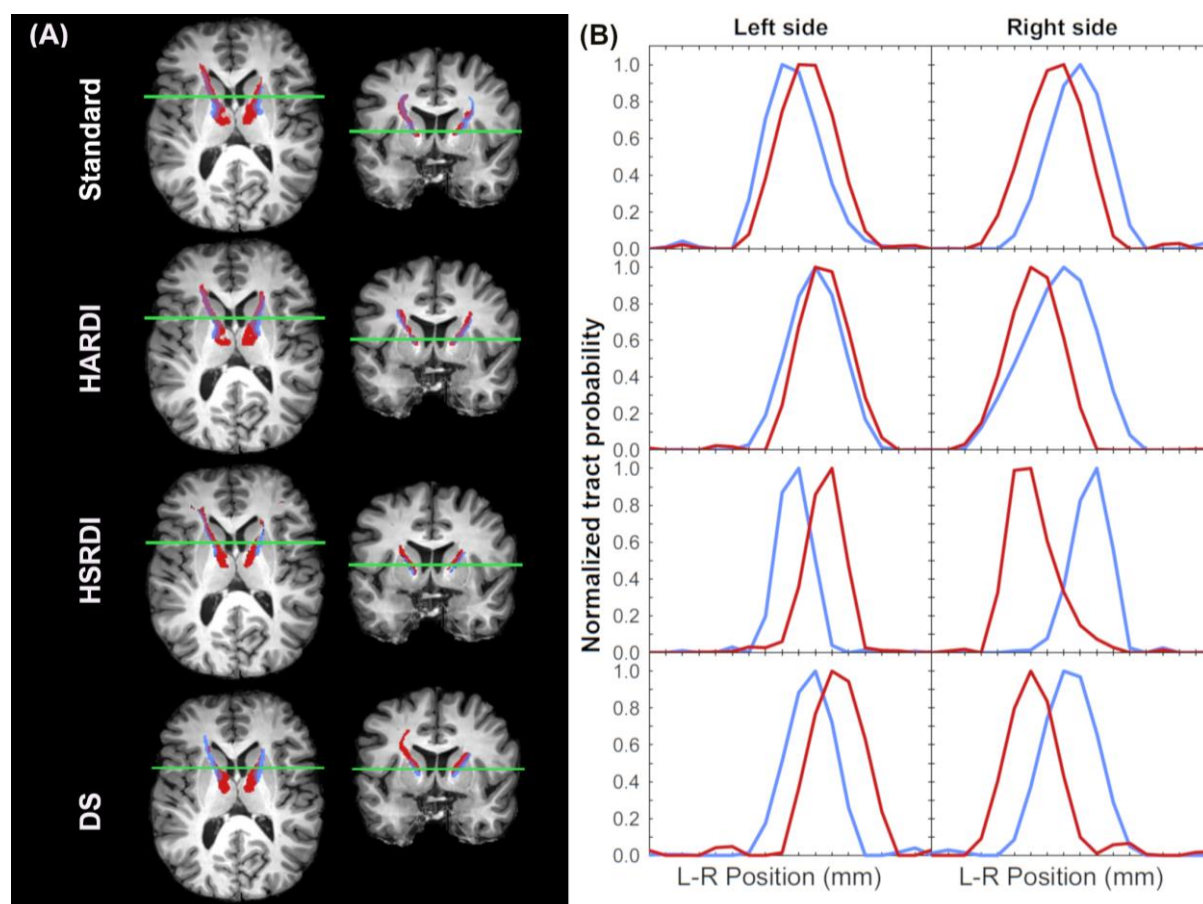 (A)
(B)
Left side
Right side
Standard
HARDI
HSRDI
DS
Normalized tract probability
1.0
0.8
0.6
0.4
0.2
0.0
1.0
0.8
0.6
0.4
0.2
0.0
1.0
0.8
0.6
0.4
0.2
0.0
1.0
0.8
0.6
0.4
0.2
0.0
L-R Position (mm)
L-R Position (mm)